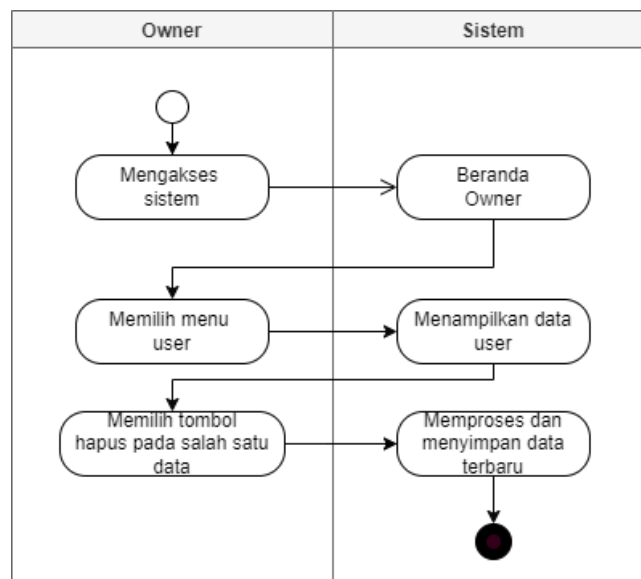 Owner
Sistem
Mengakses
sistem
Beranda
Owner
Memilih menu
user
Menampilkan data
user
Memilih tombol
hapus pada salah satu
data
Memproses dan
menyimpan data
terbaru